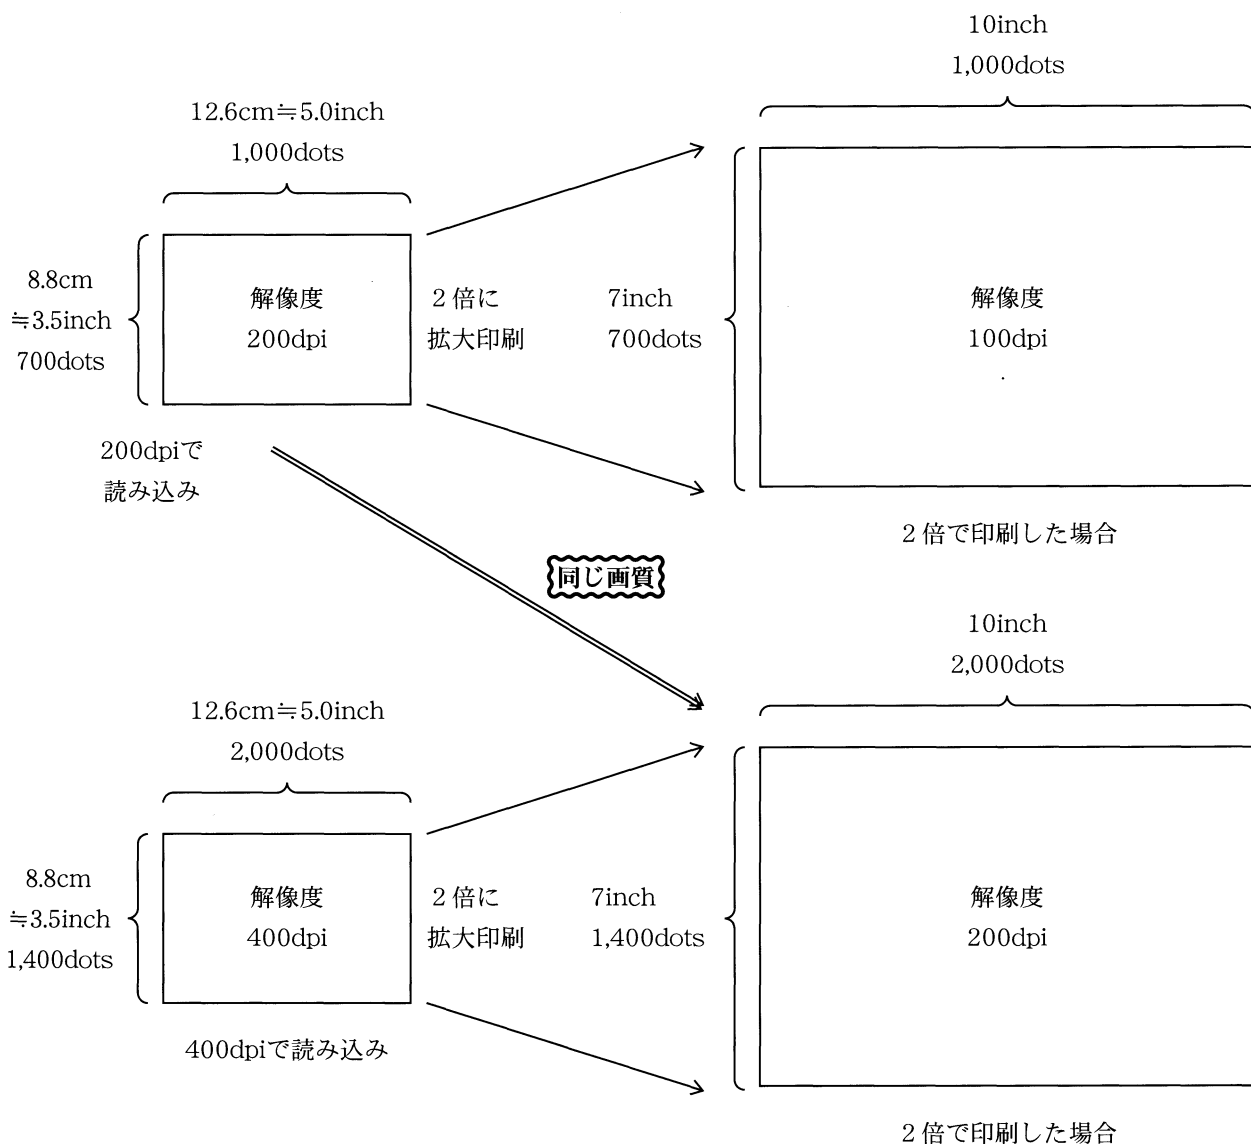 10inch
1,000dots
12.6cm≒5.0inch
1,000dots
8.8cm
≒3.5inch
700dots
解像度
200dpi
2倍に
拡大印刷
7inch
700dots
解像度
100dpi
200dpiで
読み込み
2倍で印刷した場合
同じ画質
10inch
2,000dots
12.6cm≒5.0inch
2,000dots
8.8cm
≒3.5inch
1,400dots
解像度
400dpi
2倍に
拡大印刷
7inch
1,400dots
解像度
200dpi
400dpiで読み込み
2倍で印刷した場合